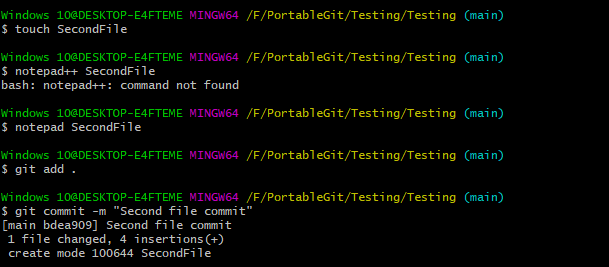 Windows 10@DESKTOP-E4FTEME MINGW64 /F/PortableGit/Testing/Testing (main)
$ touch SecondFile
Windows 10@DESKTOP-E4FTEME MINGW64 /F/PortableGit/Testing/Testing (main)
$ notepad++ SecondFile
bash: notepad++: command not found
Windows 10@DESKTOP-E4FTEME MINGW64 /F/PortableGit/Testing/Testing (main)
$ notepad SecondFile
Windows 10@DESKTOP-E4FTEME MINGW64 /F/PortableGit/Testing/Testing (main)
$ git add .
Windows 10@DESKTOP-E4FTEME MINGW64 /F/PortableGit/Testing/Testing (main)
$ git commit -m "Second file commit"
[main bdea909] Second file commit
 1 file changed, 4 insertions(+)
 create mode 100644 SecondFile